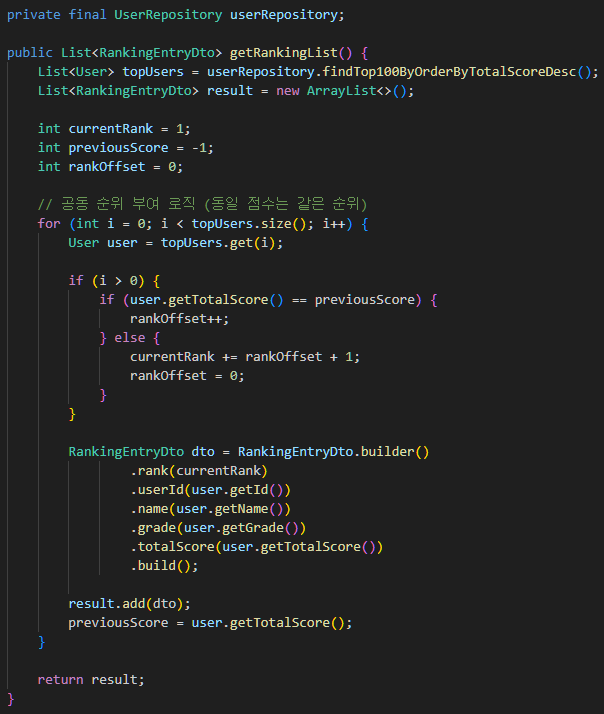 private final UserRepository userRepository;
public List<RankingEntryDto> getRankingList() {
List<User> topUsers = userRepository.findTop100ByOrderByTotalScoreDesc();
List<RankingEntryDto> result = new ArrayList<>();
int currentRank = 1;
int previousScore = -1;
int rankOffset = 0;
// 공동 순위 부여 로직 (동일 점수는 같은 순위)
for (int i = 0; i < topUsers.size(); i++) {
User user = topUsers.get(i);
if (i > 0) {
if (user.getTotalScore() == previousScore) {
rankOffset++;
} else {
currentRank += rankOffset + 1;
rankOffset = 0;
}
}
RankingEntryDto dto = RankingEntryDto.builder()
.rank(currentRank)
.userId(user.getId())
.name(user.getName())
.grade(user.getGrade())
.totalScore(user.getTotalScore())
.build();
result.add(dto);
previousScore = user.getTotalScore();
}
return result;
}